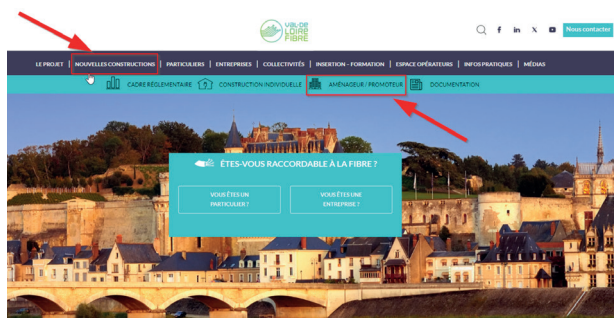 VAL-DE
LOIRE
FIBRE
Nous contacter
LE PROJET | NOUVELLES CONSTRUCTIONS | PARTICULIERS | ENTREPRISES | COLLECTIVITÉS | INSERTION - FORMATION | ESPACE OPÉRATEURS | INFOS PRATIQUES | MÉDIAS
CADRE RÉGLEMENTAIRE CONSTRUCTION INDIVIDUELLE AMÉNAGEUR / PROMOTEUR DOCUMENTATION
ÊTES-VOUS RACCORDABLE À LA FIBRE ?
VOUS ÊTES UN
PARTICULIER ?
VOUS ÊTES UNE
ENTREPRISE ?